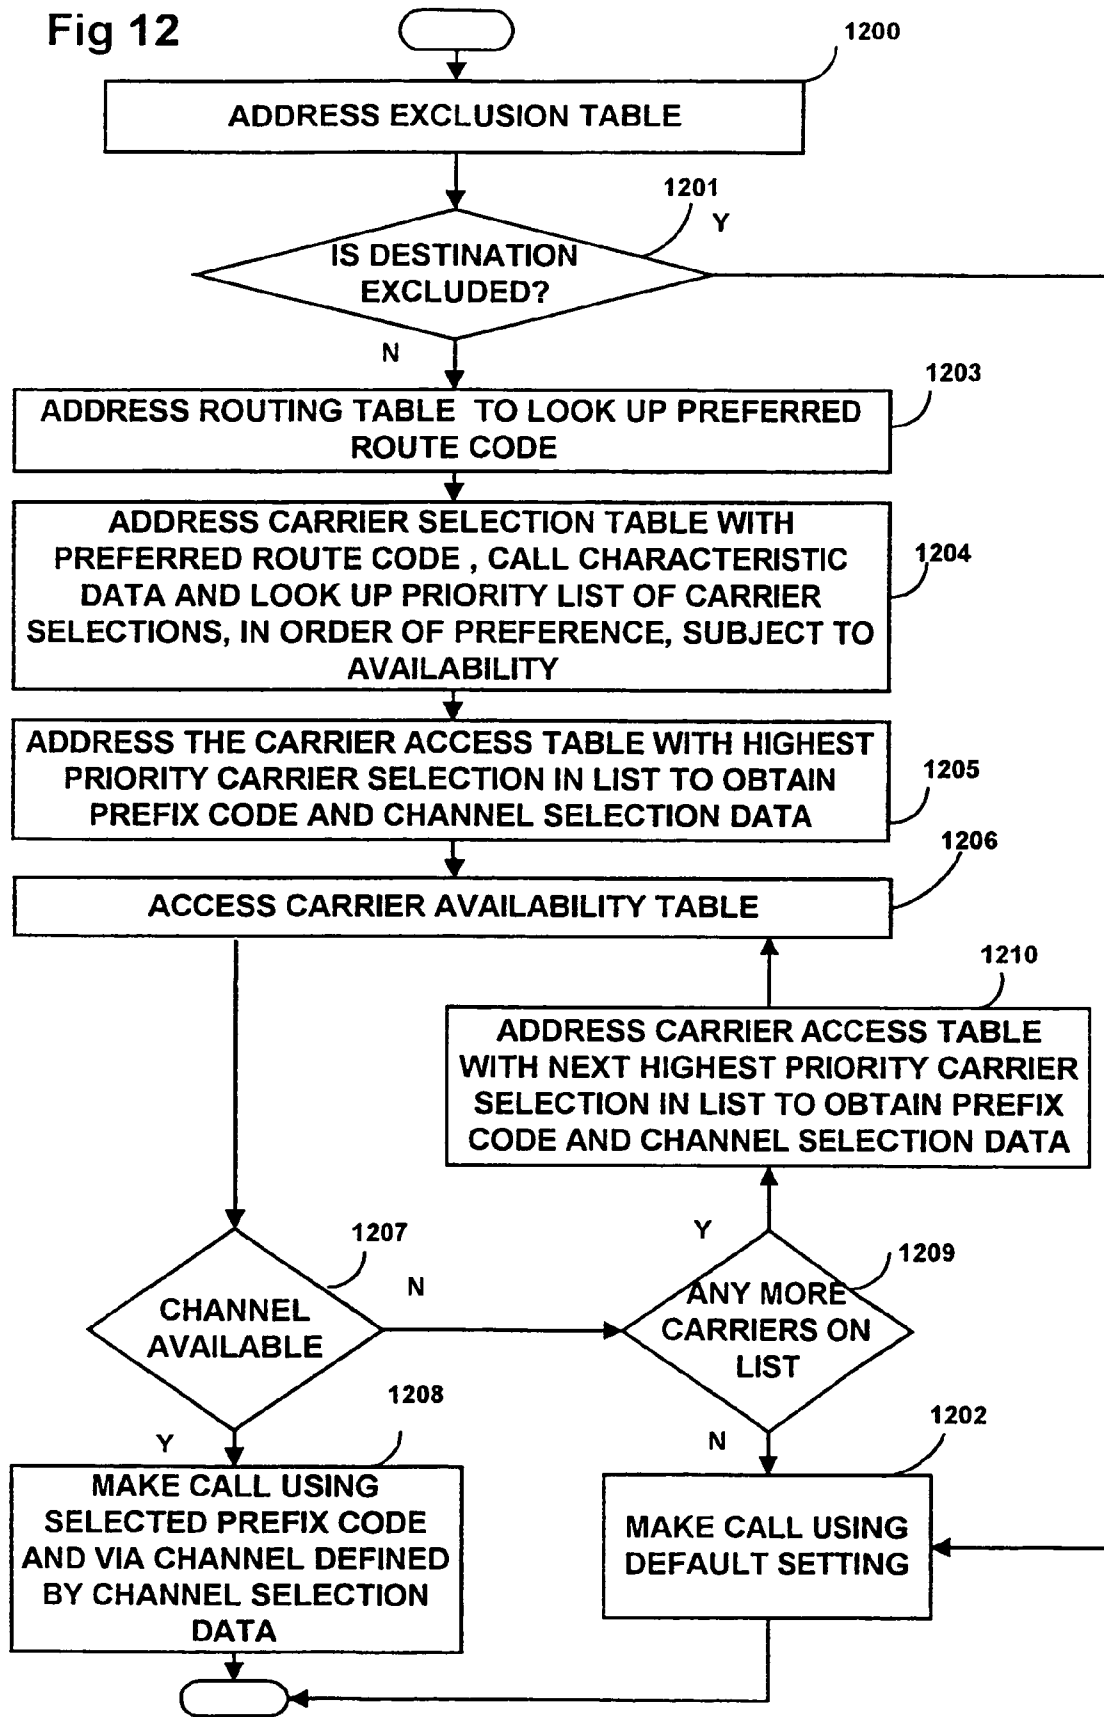 Fig 12
1200
ADDRESS EXCLUSION TABLE
1201
Y
IS DESTINATION
EXCLUDED?
N
1203
ADDRESS ROUTING TABLE TO LOOK UP PREFERRED
ROUTE CODE
ADDRESS CARRIER SELECTION TABLE WITH
PREFERRED ROUTE CODE , CALL CHARACTERISTIC
DATA AND LOOK UP PRIORITY LIST OF CARRIER
SELECTIONS, IN ORDER OF PREFERENCE, SUBJECT TO
AVAILABILITY
1204
ADDRESS THE CARRIER ACCESS TABLE WITH HIGHEST
PRIORITY CARRIER SELECTION IN LIST TO OBTAIN
PREFIX CODE AND CHANNEL SELECTION DATA
1205
1206
ACCESS CARRIER AVAILABILITY TABLE
1210
ADDRESS CARRIER ACCESS TABLE
WITH NEXT HIGHEST PRIORITY CARRIER
SELECTION IN LIST TO OBTAIN PREFIX
CODE AND CHANNEL SELECTION DATA
1207
N
CHANNEL
AVAILABLE
Y
1209
ANY MORE
CARRIERS ON
LIST
1208
Y
MAKE CALL USING
SELECTED PREFIX CODE
AND VIA CHANNEL DEFINED
BY CHANNEL SELECTION
DATA
N
1202
MAKE CALL USING
DEFAULT SETTING